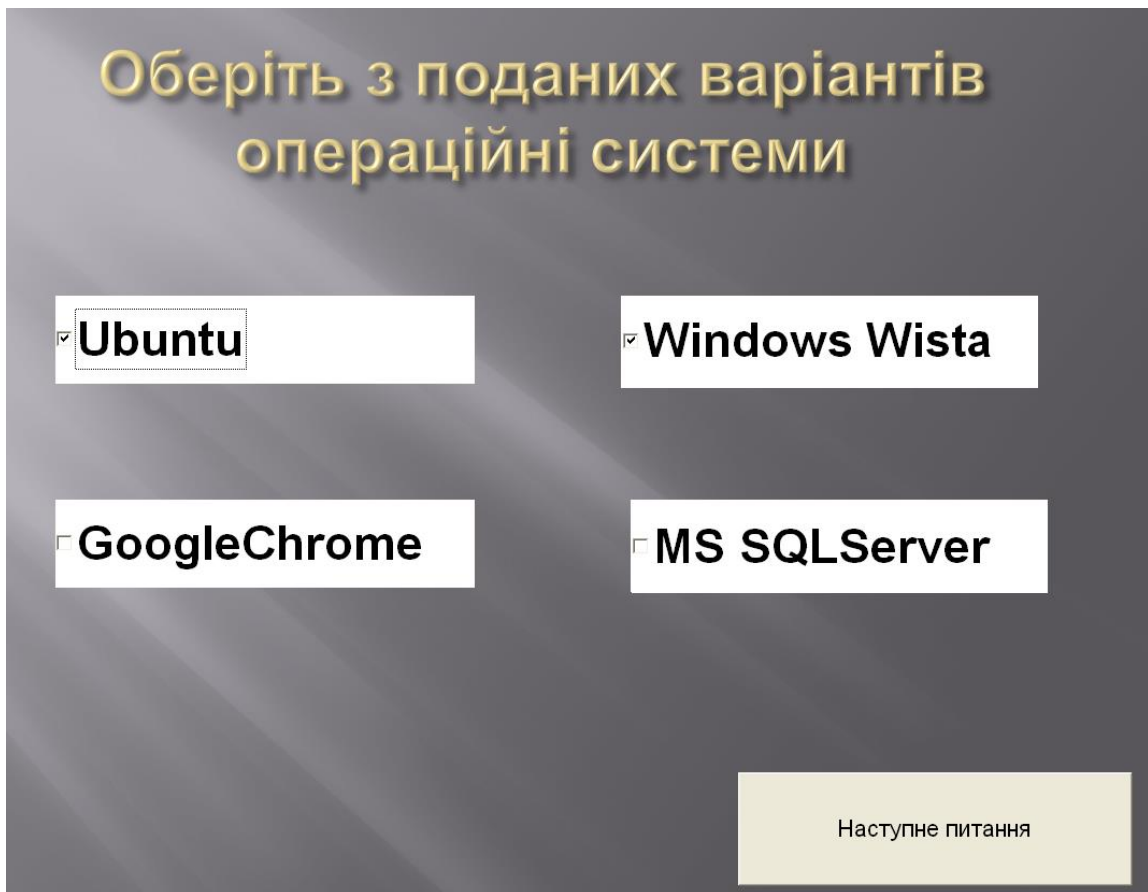 Оберіть з поданих варіантів
операційні системи
Ubuntu
Windows Wista
GoogleChrome
MS SQLServer
Наступне питання